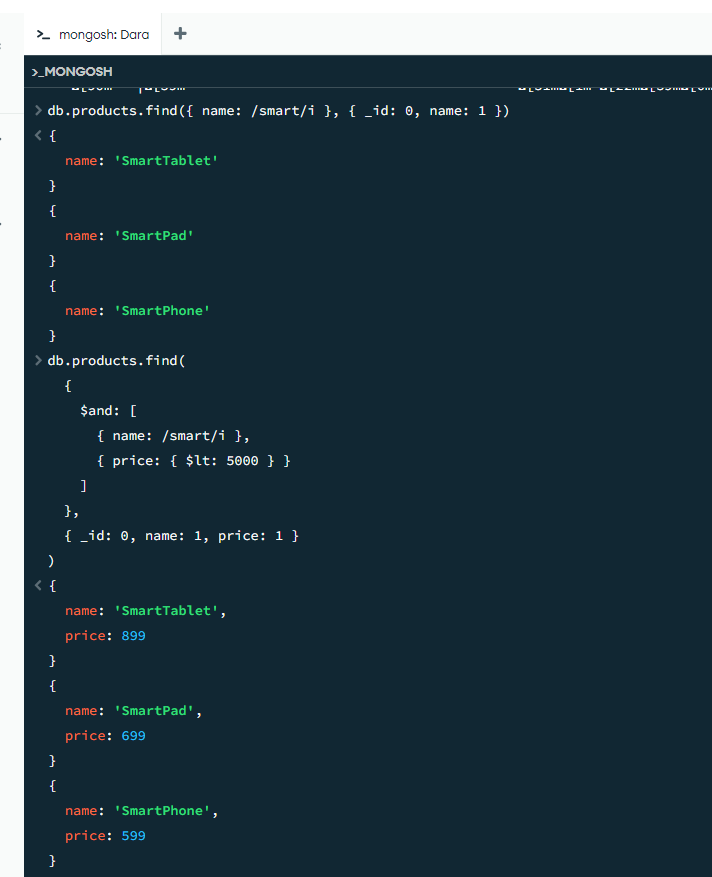 >_ mongosh: Dara +
>_MONGOSH
> db.products.find({ name: /smart/i }, { _id: 0, name: 1 })
< {
name: 'SmartTablet'
}
{
name: 'SmartPad'
}
{
name: 'SmartPhone'
}
> db.products.find(
{
$and: [
{ name: /smart/i },
{ price: { $lt: 5000 } }
]
},
{ _id: 0, name: 1, price: 1 }
)
< {
name: 'SmartTablet',
price: 899
}
{
name: 'SmartPad',
price: 699
}
{
name: 'SmartPhone',
price: 599
}